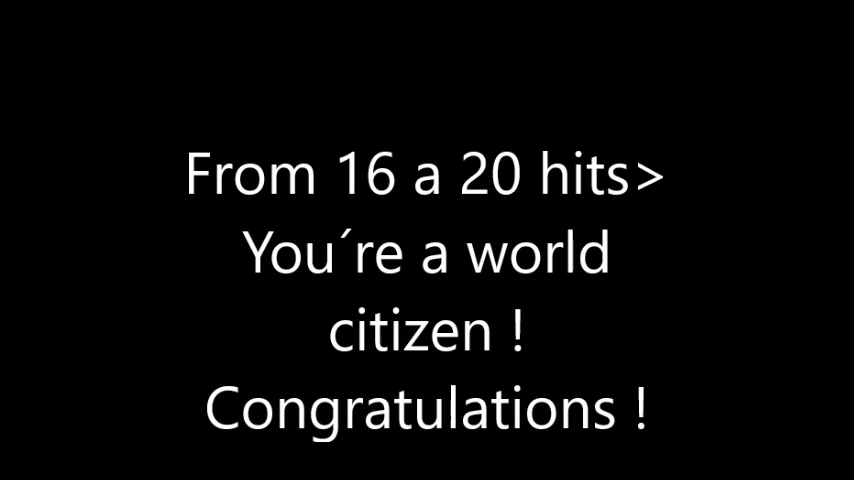 From 16 a 20 hits>
You´re a world
citizen !
Congratulations !